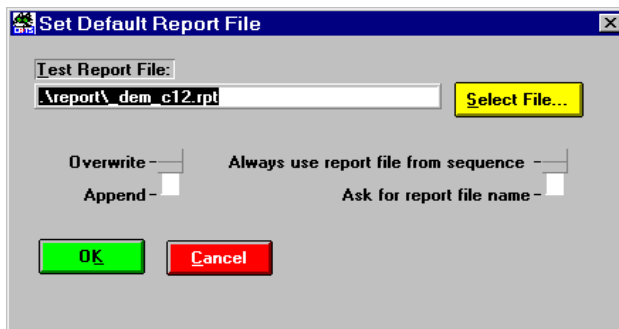 CATS Set Default Report File
Test Report File:
.\report\_dem_c12.rpt
Select File...
Overwrite Always use report file from sequence
Append Ask for report file name
OK Cancel